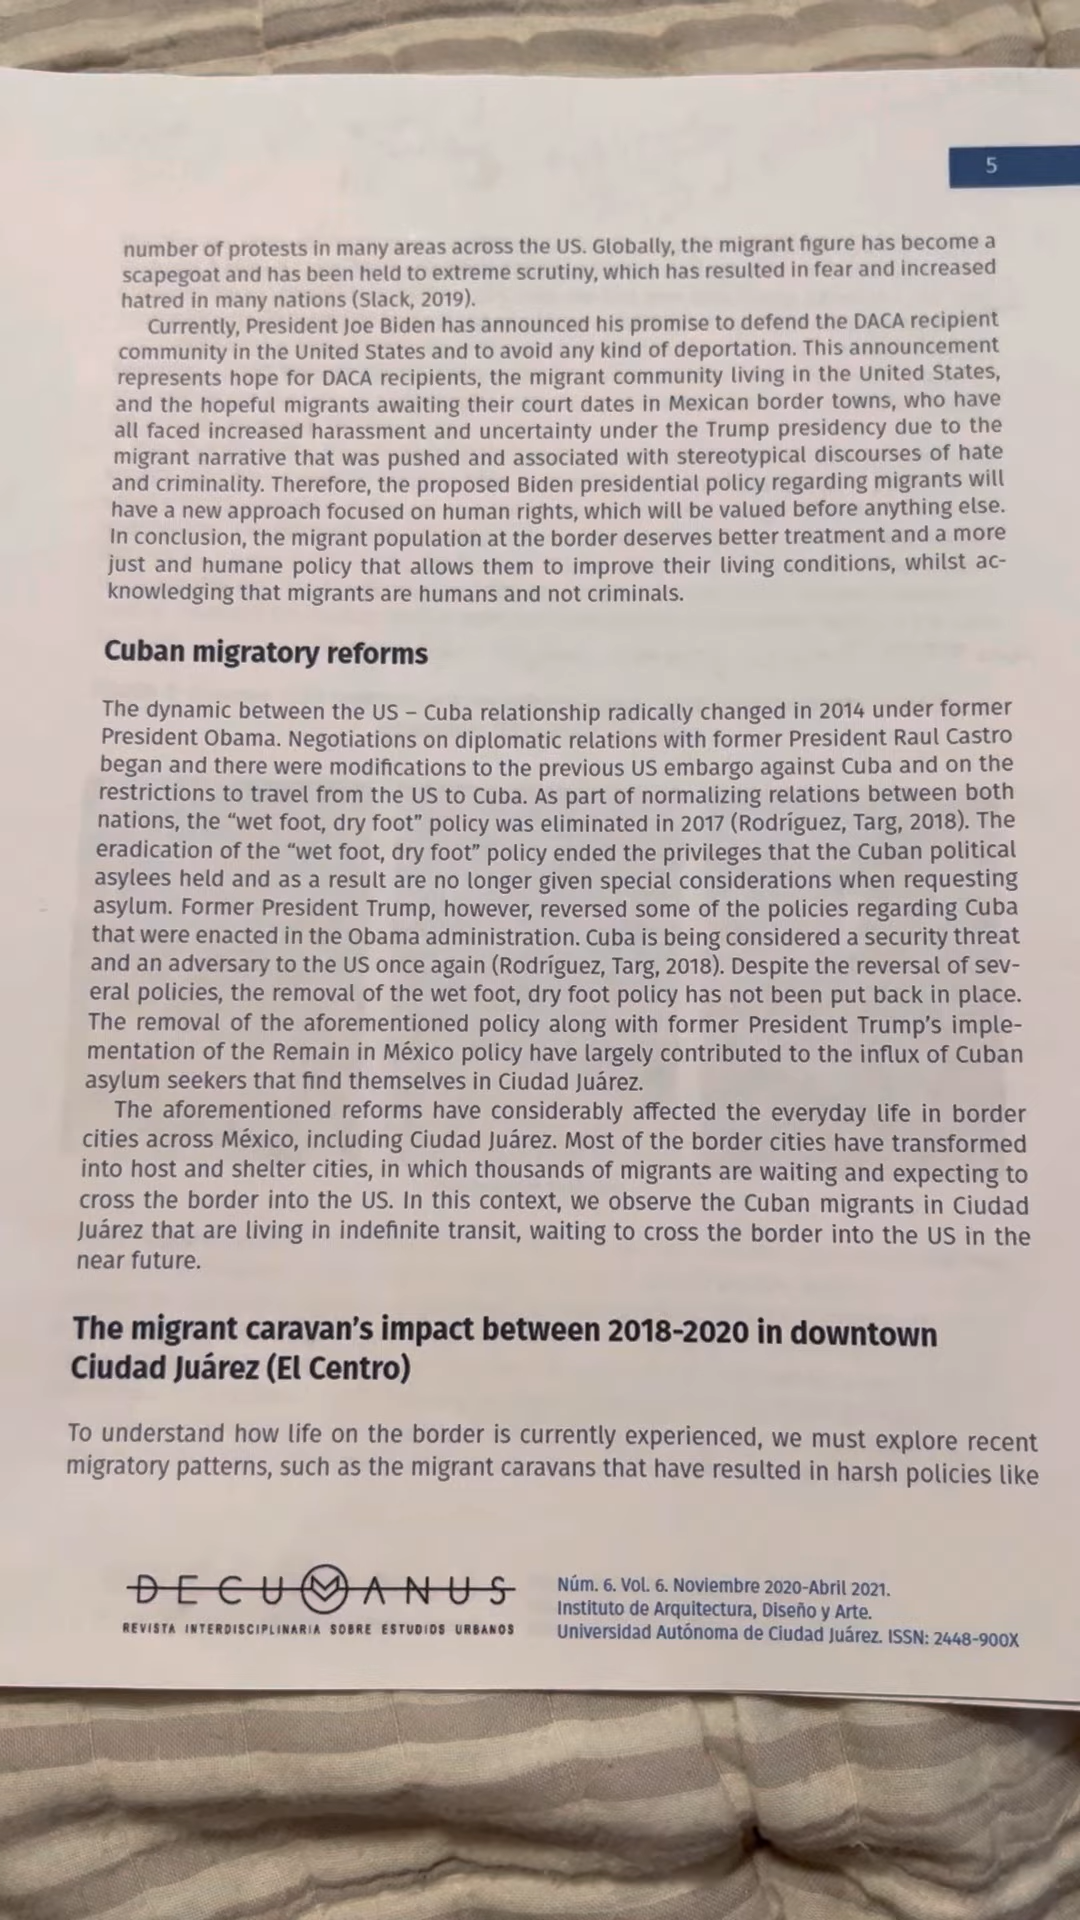 5
number of protests in many areas across the US. Globally, the migrant figure has become a
scapegoat and has been held to extreme scrutiny, which has resulted in fear and increased
hatred in many nations (Slack, 2019).
Currently, President Joe Biden has announced his promise to defend the DACA recipient
community in the United States and to avoid any kind of deportation. This announcement
represents hope for DACA recipients, the migrant community living in the United States,
and the hopeful migrants awaiting their court dates in Mexican border towns, who have
all faced increased harassment and uncertainty under the Trump presidency due to the
migrant narrative that was pushed and associated with stereotypical discourses of hate
and criminality. Therefore, the proposed Biden presidential policy regarding migrants will
have a new approach focused on human rights, which will be valued before anything else.
In conclusion, the migrant population at the border deserves better treatment and a more
just and humane policy that allows them to improve their living conditions, whilst ac-
knowledging that migrants are humans and not criminals.
Cuban migratory reforms
The dynamic between the US – Cuba relationship radically changed in 2014 under former
President Obama. Negotiations on diplomatic relations with former President Raul Castro
began and there were modifications to the previous US embargo against Cuba and on the
restrictions to travel from the US to Cuba. As part of normalizing relations between both
nations, the “wet foot, dry foot” policy was eliminated in 2017 (Rodríguez, Targ, 2018). The
eradication of the “wet foot, dry foot” policy ended the privileges that the Cuban political
asylees held and as a result are no longer given special considerations when requesting
asylum. Former President Trump, however, reversed some of the policies regarding Cuba
that were enacted in the Obama administration. Cuba is being considered a security threat
and an adversary to the US once again (Rodríguez, Targ, 2018). Despite the reversal of sev-
eral policies, the removal of the wet foot, dry foot policy has not been put back in place.
The removal of the aforementioned policy along with former President Trump’s imple-
mentation of the Remain in México policy have largely contributed to the influx of Cuban
asylum seekers that find themselves in Ciudad Juárez.
The aforementioned reforms have considerably affected the everyday life in border
cities across México, including Ciudad Juárez. Most of the border cities have transformed
into host and shelter cities, in which thousands of migrants are waiting and expecting to
cross the border into the US. In this context, we observe the Cuban migrants in Ciudad
Juárez that are living in indefinite transit, waiting to cross the border into the US in the
near future.
The migrant caravan’s impact between 2018-2020 in downtown
Ciudad Juárez (El Centro)
To understand how life on the border is currently experienced, we must explore recent
migratory patterns, such as the migrant caravans that have resulted in harsh policies like
DECUMANUS
REVISTA INTERDISCIPLINARIA SOBRE ESTUDIOS URBANOS
Núm. 6. Vol. 6. Noviembre 2020-Abril 2021.
Instituto de Arquitectura, Diseño y Arte.
Universidad Autónoma de Ciudad Juárez. ISSN: 2448-900X